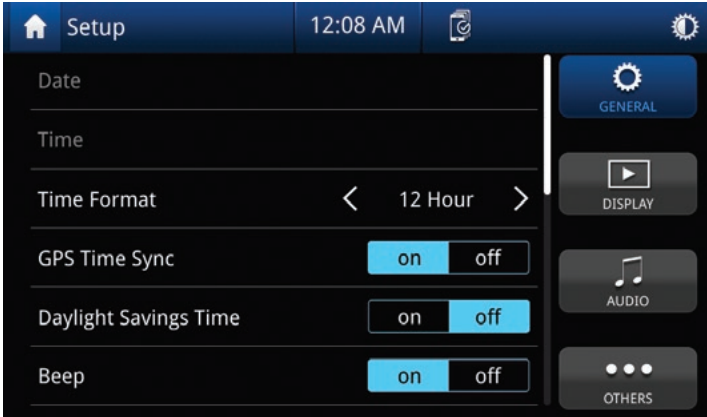 Setup 12:08 AM
Date
Time
Time Format 12 Hour
GPS Time Sync on off
Daylight Savings Time on off
Beep on off
GENERAL
DISPLAY
AUDIO
OTHERS